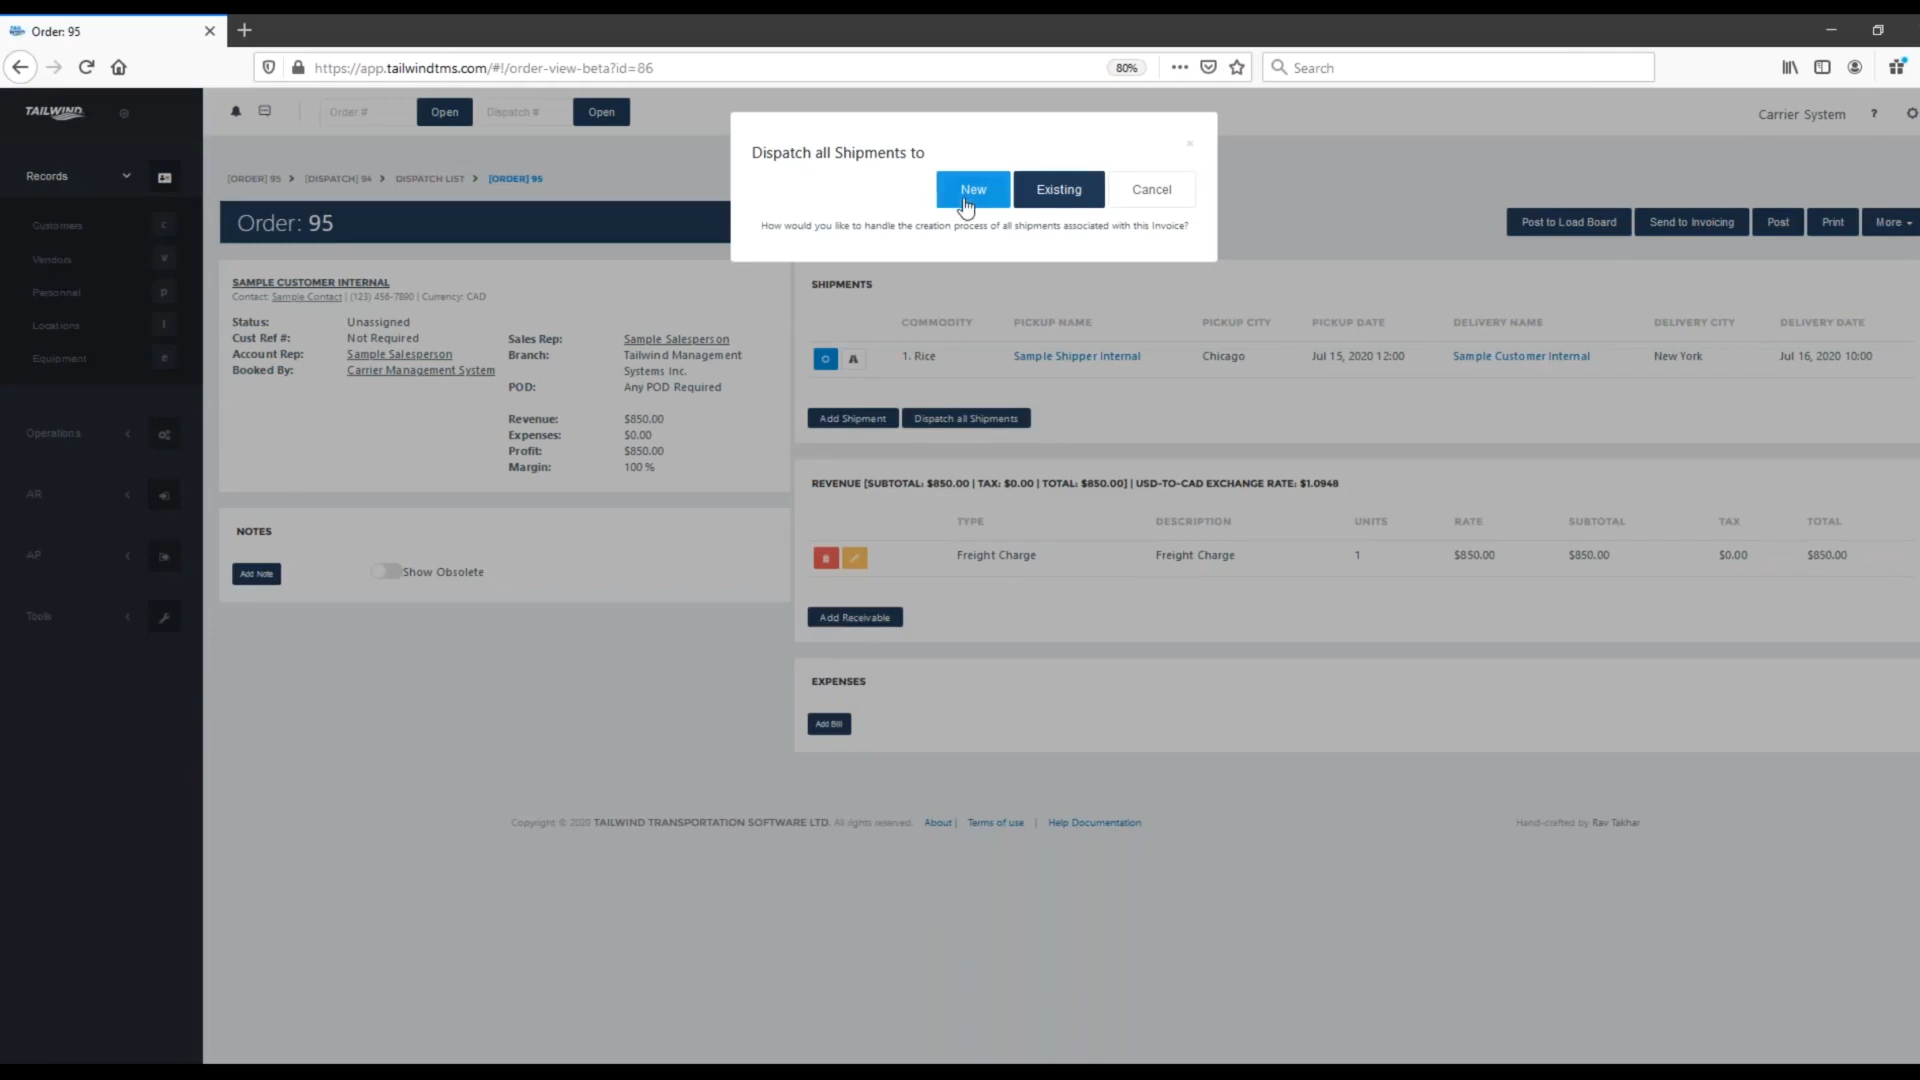 Order: 95
https://app.tailwindtms.com/#!/order-view-beta?id=86
80%
Search
TAILWIND
Order #
Open
Dispatch #
Open
Carrier System
?
Dispatch all Shipments to
New
Existing
Cancel
How would you like to handle the creation process of all shipments associated with this Invoice?
Records
Customers
c
Vendors
v
Personnel
p
Locations
l
Equipment
e
Operations
AR
AP
Tools
[ORDER] 95 > [DISPATCH] 94 > DISPATCH LIST > [ORDER] 95
Order: 95
Post to Load Board
Send to Invoicing
Post
Print
More
SAMPLE CUSTOMER INTERNAL
Contact: Sample Contact | (123) 456-7890 | Currency: CAD
Status: Unassigned
Cust Ref #: Not Required
Account Rep: Sample Salesperson
Booked By: Carrier Management System
Sales Rep: Sample Salesperson
Branch: Tailwind Management
Systems Inc.
POD: Any POD Required
Revenue: $850.00
Expenses: $0.00
Profit: $850.00
Margin: 100 %
NOTES
Add Note
Show Obsolete
SHIPMENTS
COMMODITY PICKUP NAME PICKUP CITY PICKUP DATE DELIVERY NAME DELIVERY CITY DELIVERY DATE
1. Rice Sample Shipper Internal Chicago Jul 15, 2020 12:00 Sample Customer Internal New York Jul 16, 2020 10:00
Add Shipment
Dispatch all Shipments
REVENUE [SUBTOTAL: $850.00 | TAX: $0.00 | TOTAL: $850.00] | USD-TO-CAD EXCHANGE RATE: $1.0948
TYPE DESCRIPTION UNITS RATE SUBTOTAL TAX TOTAL
Freight Charge Freight Charge 1 $850.00 $850.00 $0.00 $850.00
Add Receivable
EXPENSES
Add Bill
Copyright © 2020 TAILWIND TRANSPORTATION SOFTWARE LTD. All rights reserved. About | Terms of use | Help Documentation
Hand-crafted by Rav Takhar